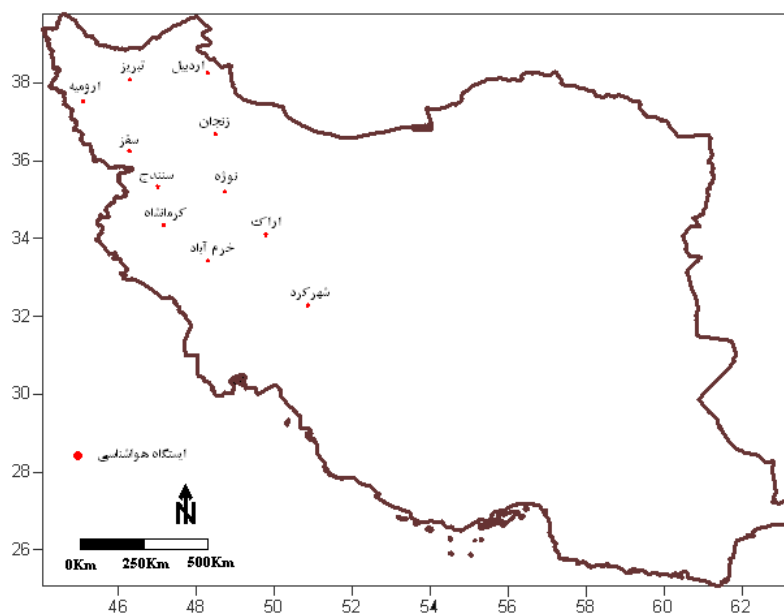 38
36
34
32
30
28
26
تبریز
اردبیل
ارومیه
زنجان
سقز
سنندج
نوژه
کرمانشاه
اراک
خرم آباد
شهرکرد
ایستگاه هواشناسی
N
0Km 250Km 500Km
46 48 50 52 54 56 58 60 62